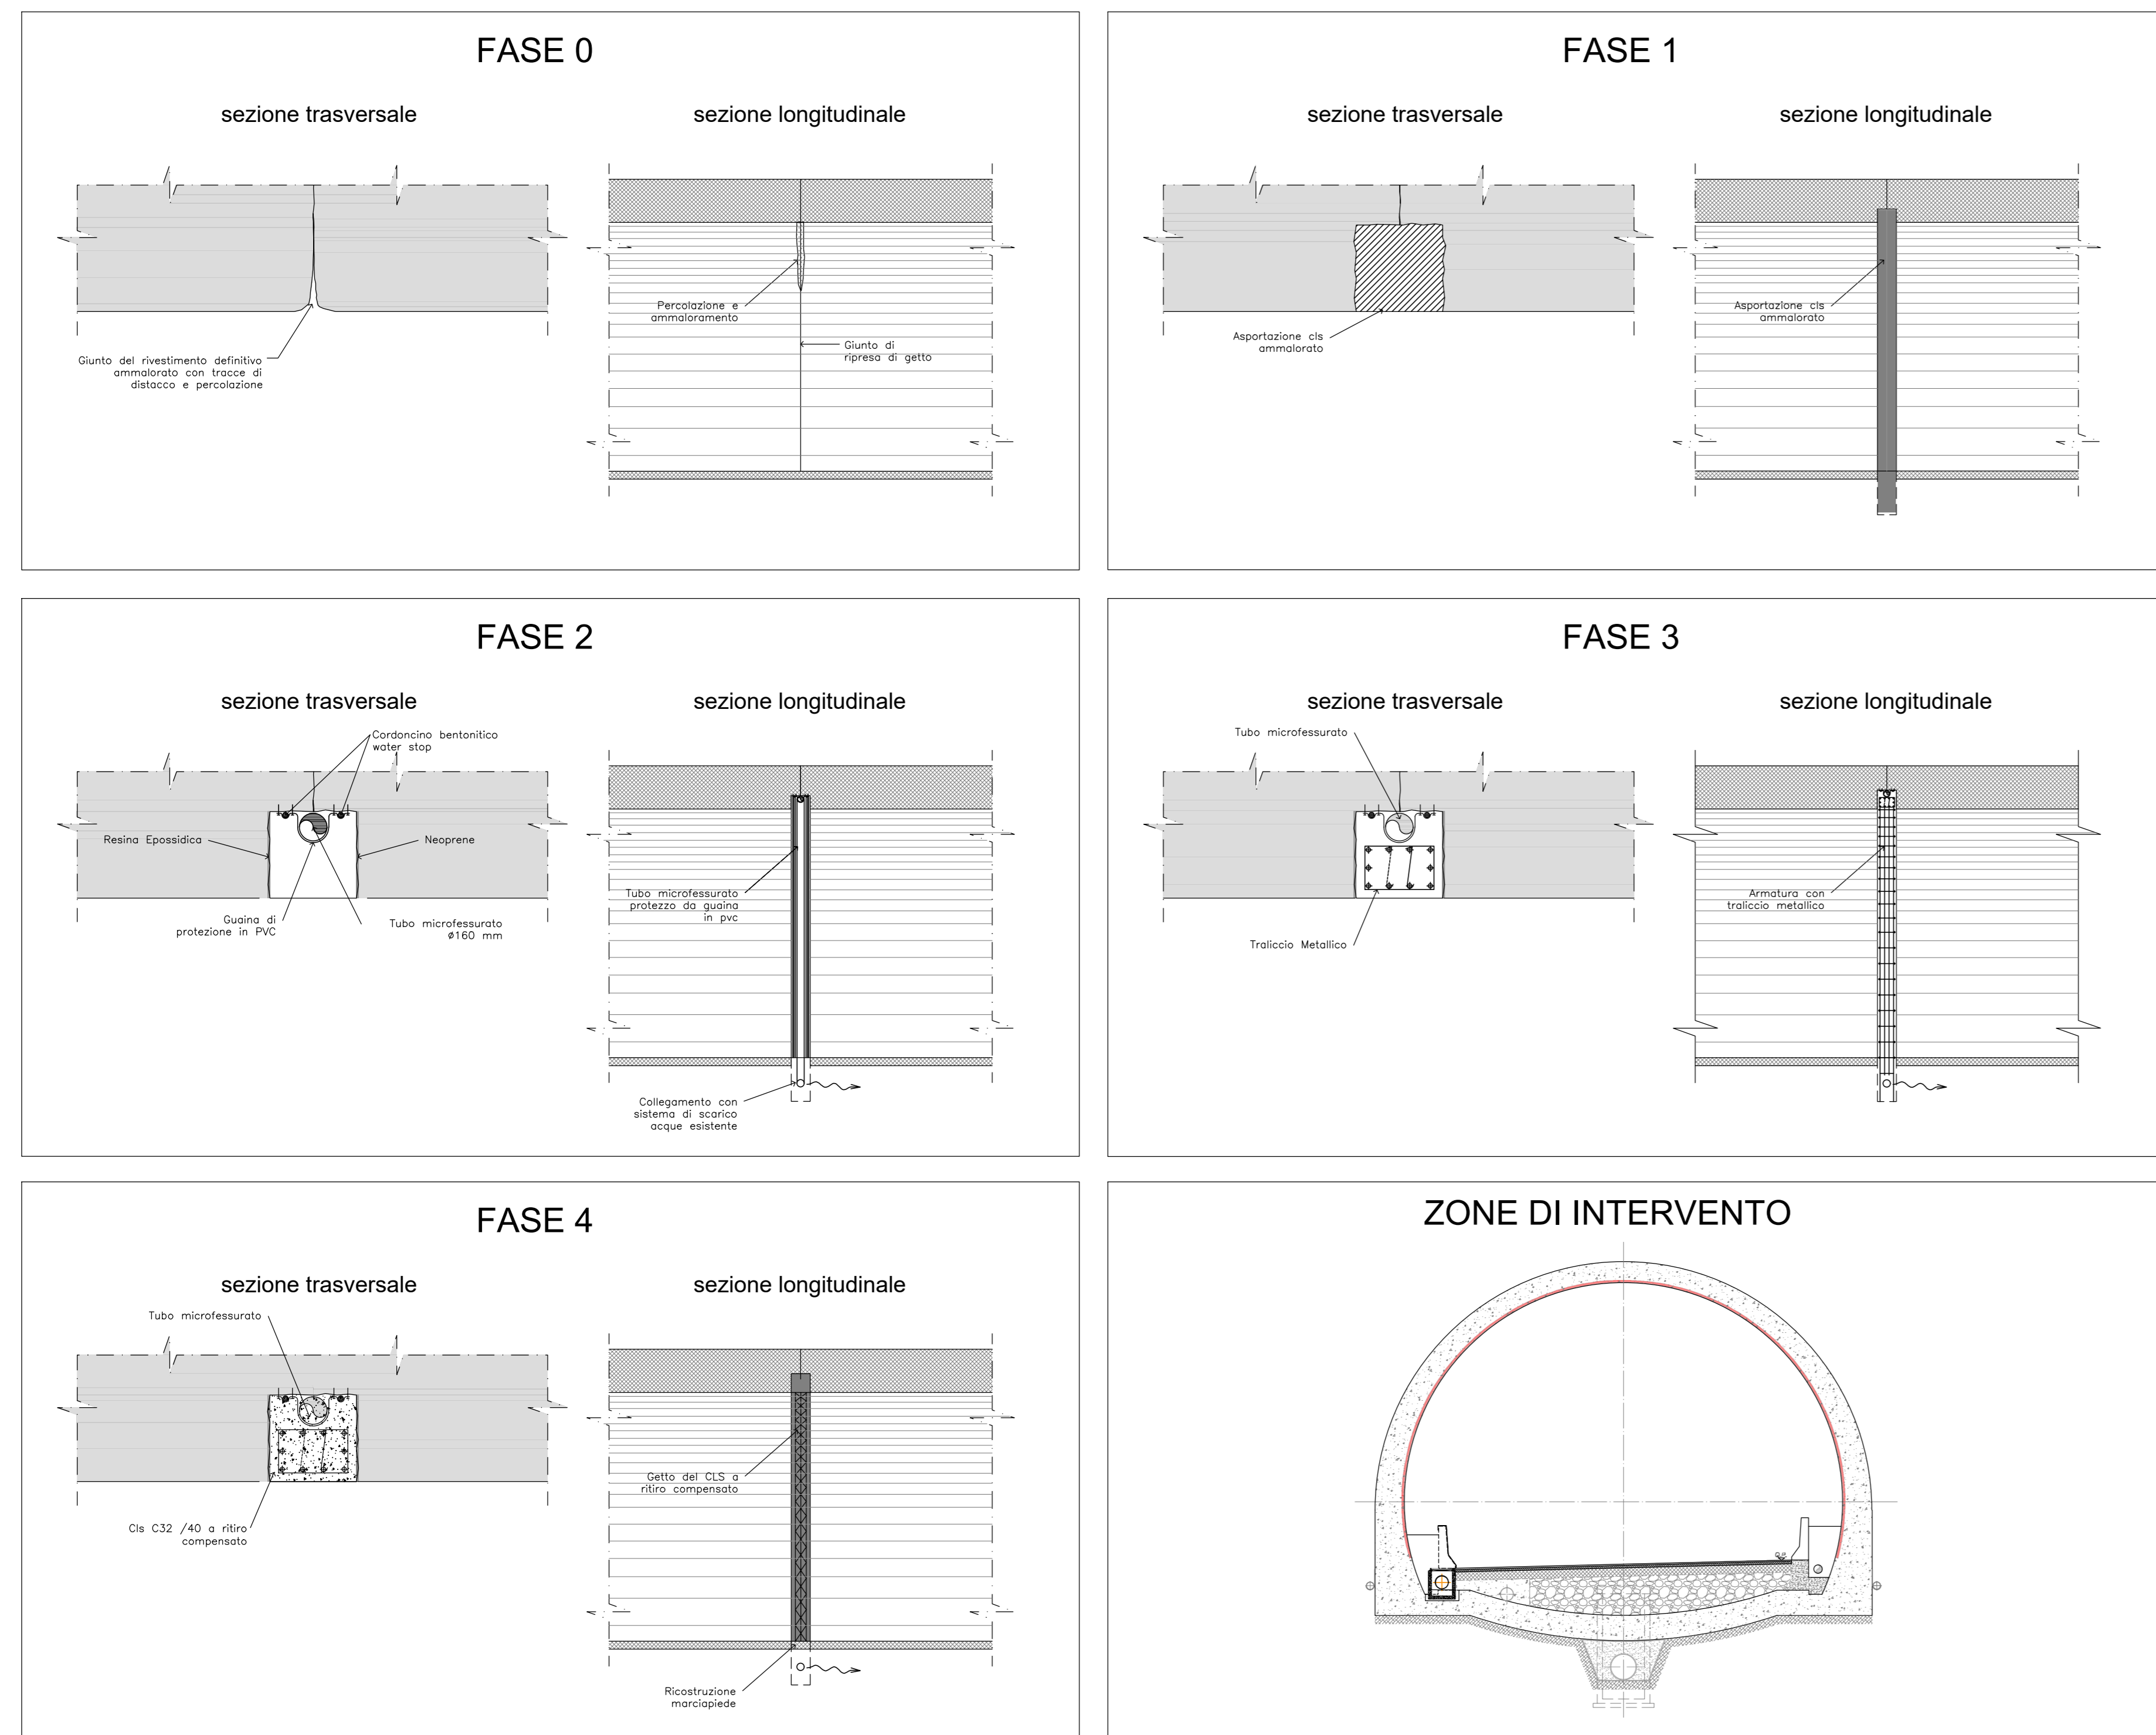 FASE 0
sezione trasversale
sezione longitudinale
Giunto del rivestimento definitivo
ammalorato con tracce di
distacco e percolazione
Percolazione e
ammaloramento
Giunto di
ripresa di getto
FASE 1
sezione trasversale
sezione longitudinale
Asportazione cls
ammalorato
Asportazione cls
ammalorato
FASE 2
sezione trasversale
sezione longitudinale
Cordoncino bentonitico
water stop
Resina Epossidica
Neoprene
Guaina di
protezione in PVC
Tubo microfessurato
ø160 mm
Tubo microfessurato
protezzo da guaina
in pvc
Collegamento con
sistema di scarico
acque esistente
FASE 3
sezione trasversale
sezione longitudinale
Tubo microfessurato
Traliccio Metallico
Armatura con
traliccio metallico
FASE 4
sezione trasversale
sezione longitudinale
Tubo microfessurato
Cls C32 /40 a ritiro
compensato
Getto del CLS a
ritiro compensato
Ricostruzione
marciapiede
ZONE DI INTERVENTO